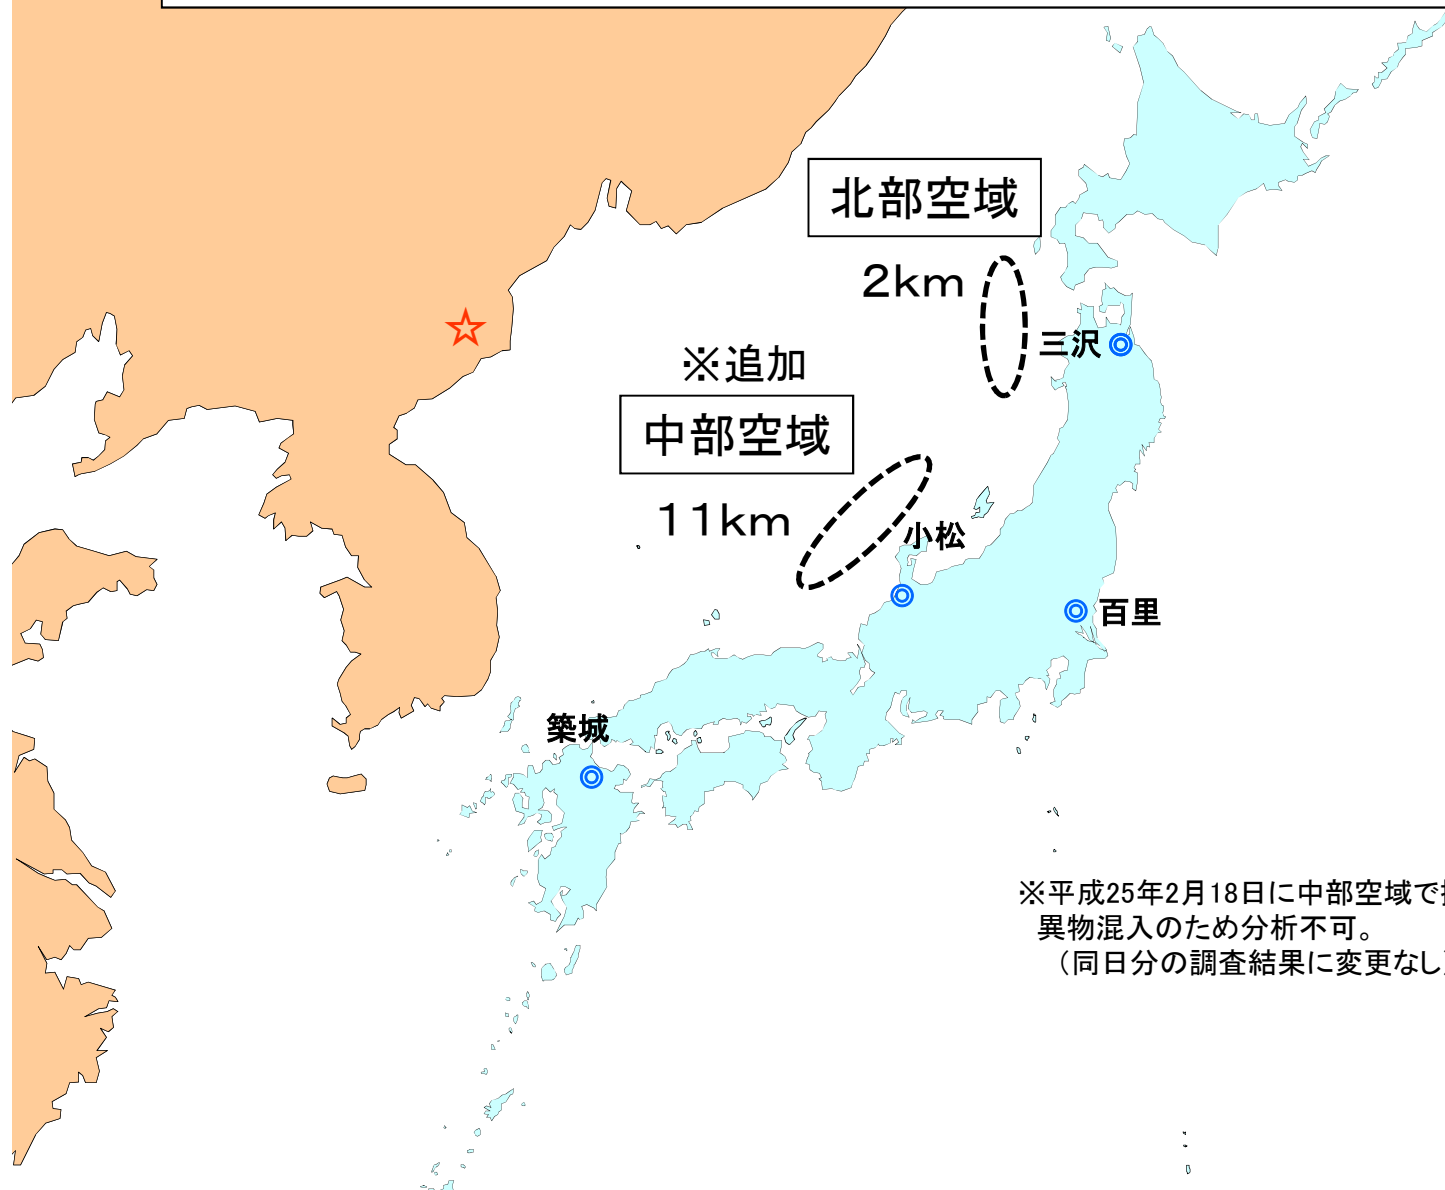 北部空域
2km
三沢
※追加
中部空域
11km
小松
百里
築城
※平成25年2月18日に中部空域で
異物混入のため分析不可。
（同日分の調査結果に変更なし）